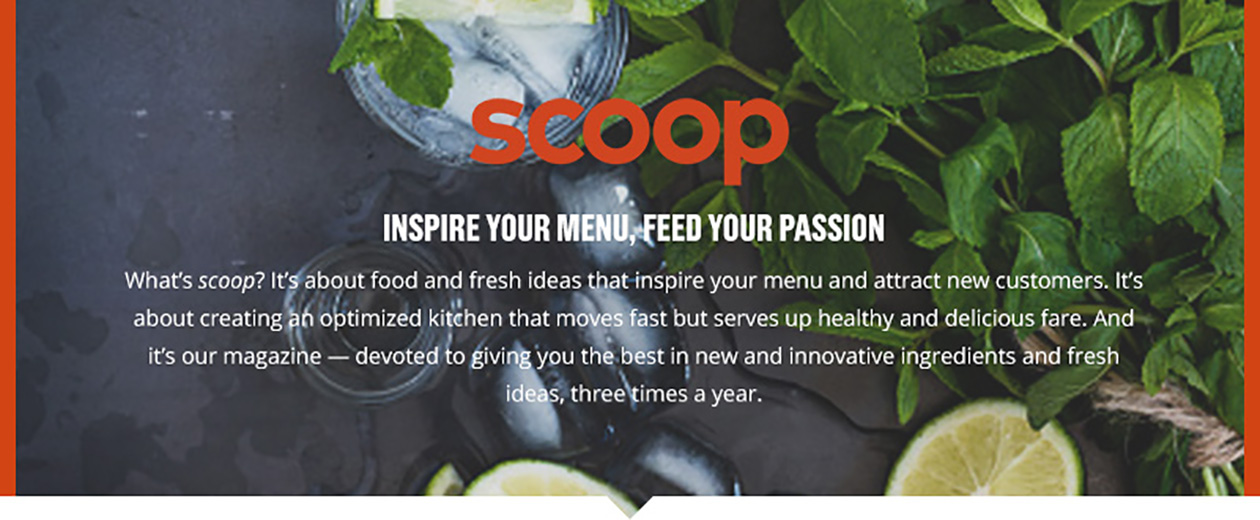 scoop
INSPIRE YOUR MENU, FEED YOUR PASSION
What’s scoop? It’s about food and fresh ideas that inspire your menu and attract new customers. It’s
about creating an optimized kitchen that moves fast but serves up healthy and delicious fare. And
it’s our magazine — devoted to giving you the best in new and innovative ingredients and fresh
ideas, three times a year.